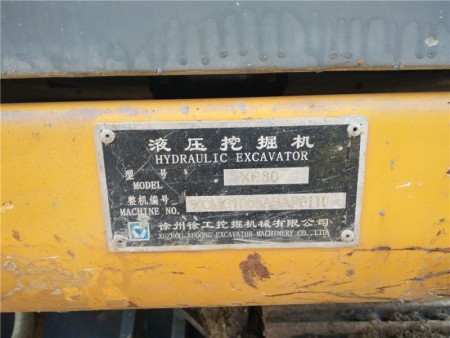 液压挖掘机
HYDRAULIC EXCAVATOR
型号
MODEL XE80
整机编号
MACHINE NO.
徐州徐工挖掘机械有限公司
XUZHOU XUGONG EXCAVATOR MACHINERY CO., LTD.